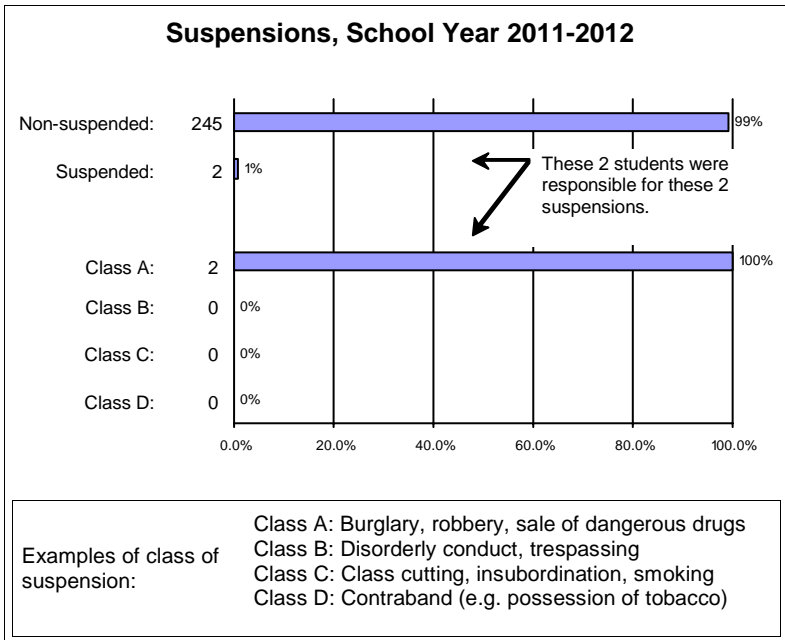 Suspensions, School Year 2011-2012
Non-suspended: 245 99%
Suspended: 2 1%
These 2 students were
responsible for these 2
suspensions.
Class A: 2 100%
Class B: 0 0%
Class C: 0 0%
Class D: 0 0%
0.0% 20.0% 40.0% 60.0% 80.0% 100.0%
Examples of class of
suspension:
Class A: Burglary, robbery, sale of dangerous drugs
Class B: Disorderly conduct, trespassing
Class C: Class cutting, insubordination, smoking
Class D: Contraband (e.g. possession of tobacco)